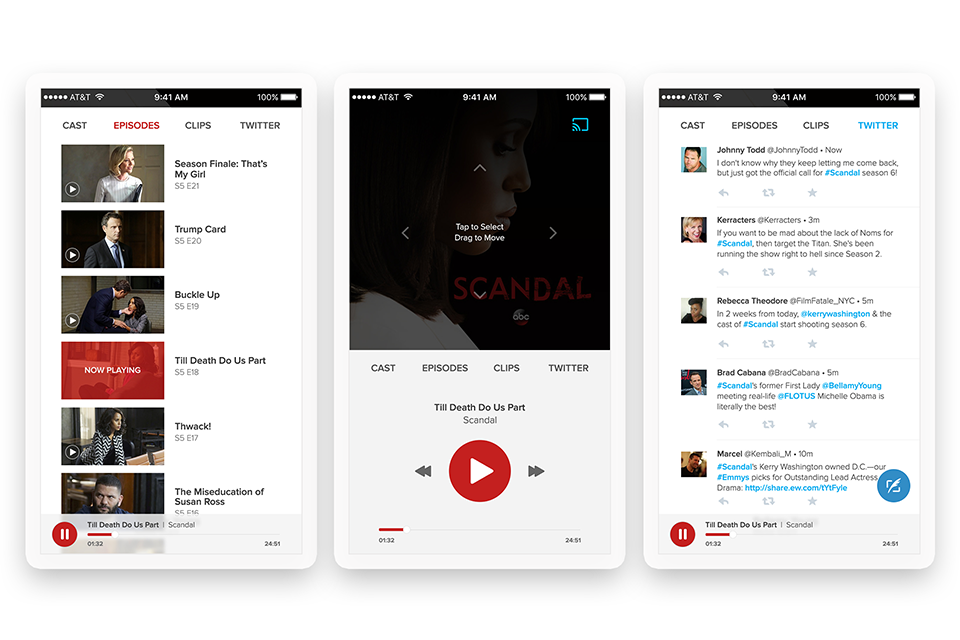 AT&T 9:41 AM 100%
CAST EPISODES CLIPS TWITTER
Season Finale: That's
My Girl
S5 E21
Trump Card
S5 E20
Buckle Up
S5 E19
NOW PLAYING
Till Death Do Us Part
S5 E18
Thwack!
S5 E17
The Miseducation of
Susan Ross
S5 E16
Till Death Do Us Part | Scandal
01:32 24:51
AT&T 9:41 AM 100%
Tap to Select
Drag to Move
SCANDAL
abc
CAST EPISODES CLIPS TWITTER
Till Death Do Us Part
Scandal
01:32 24:51
AT&T 9:41 AM 100%
CAST EPISODES CLIPS TWITTER
Johnny Todd @JohnnyTodd • Now
I don't know why they keep letting me come back,
but just got the official call for #Scandal season 6!
Kerracters @Kerracters • 3m
If you want to be mad about the lack of Noms for
#Scandal, then target the Titan. She's been
running the show right to hell since Season 2.
Rebecca Theodore @FilmFatale_NYC • 5m
In 2 weeks from today, @kerrywashington & the
cast of #Scandal start shooting season 6.
Brad Cabana @BradCabana • 5m
#Scandal's former First Lady @BellamyYoung
meeting real-life @FLOTUS Michelle Obama is
literally the best!
Marcel @Kembali_M • 10m
#Scandal's Kerry Washington owned D.C.—our
#Emmys picks for Outstanding Lead Actress
Drama: http://share.ew.com/tYtFyle
Till Death Do Us Part | Scandal
01:32 24:51